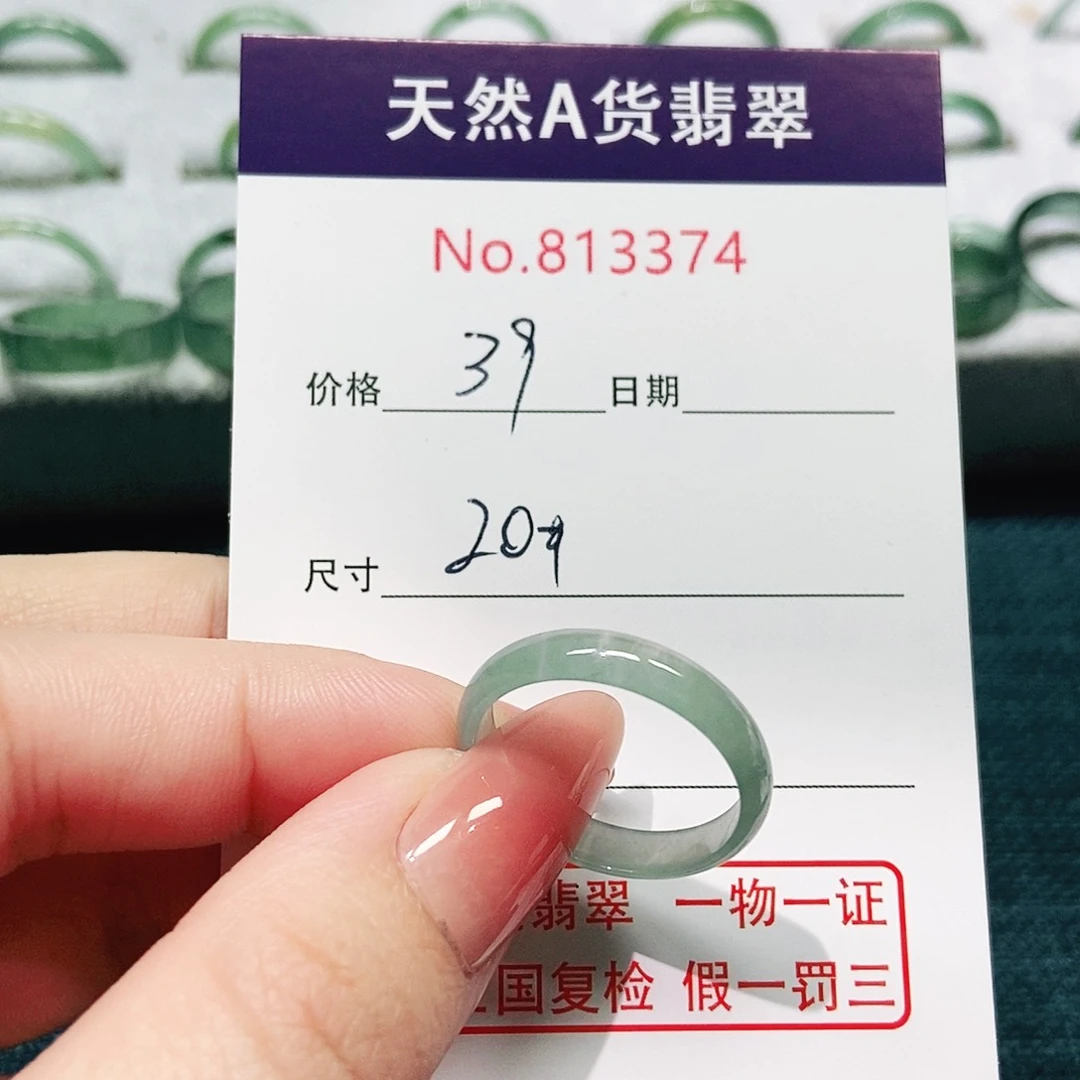 天然A货翡翠
No.813374
价格 39 日期
尺寸 20
翡翠 一物一证
国复检 假一罚三